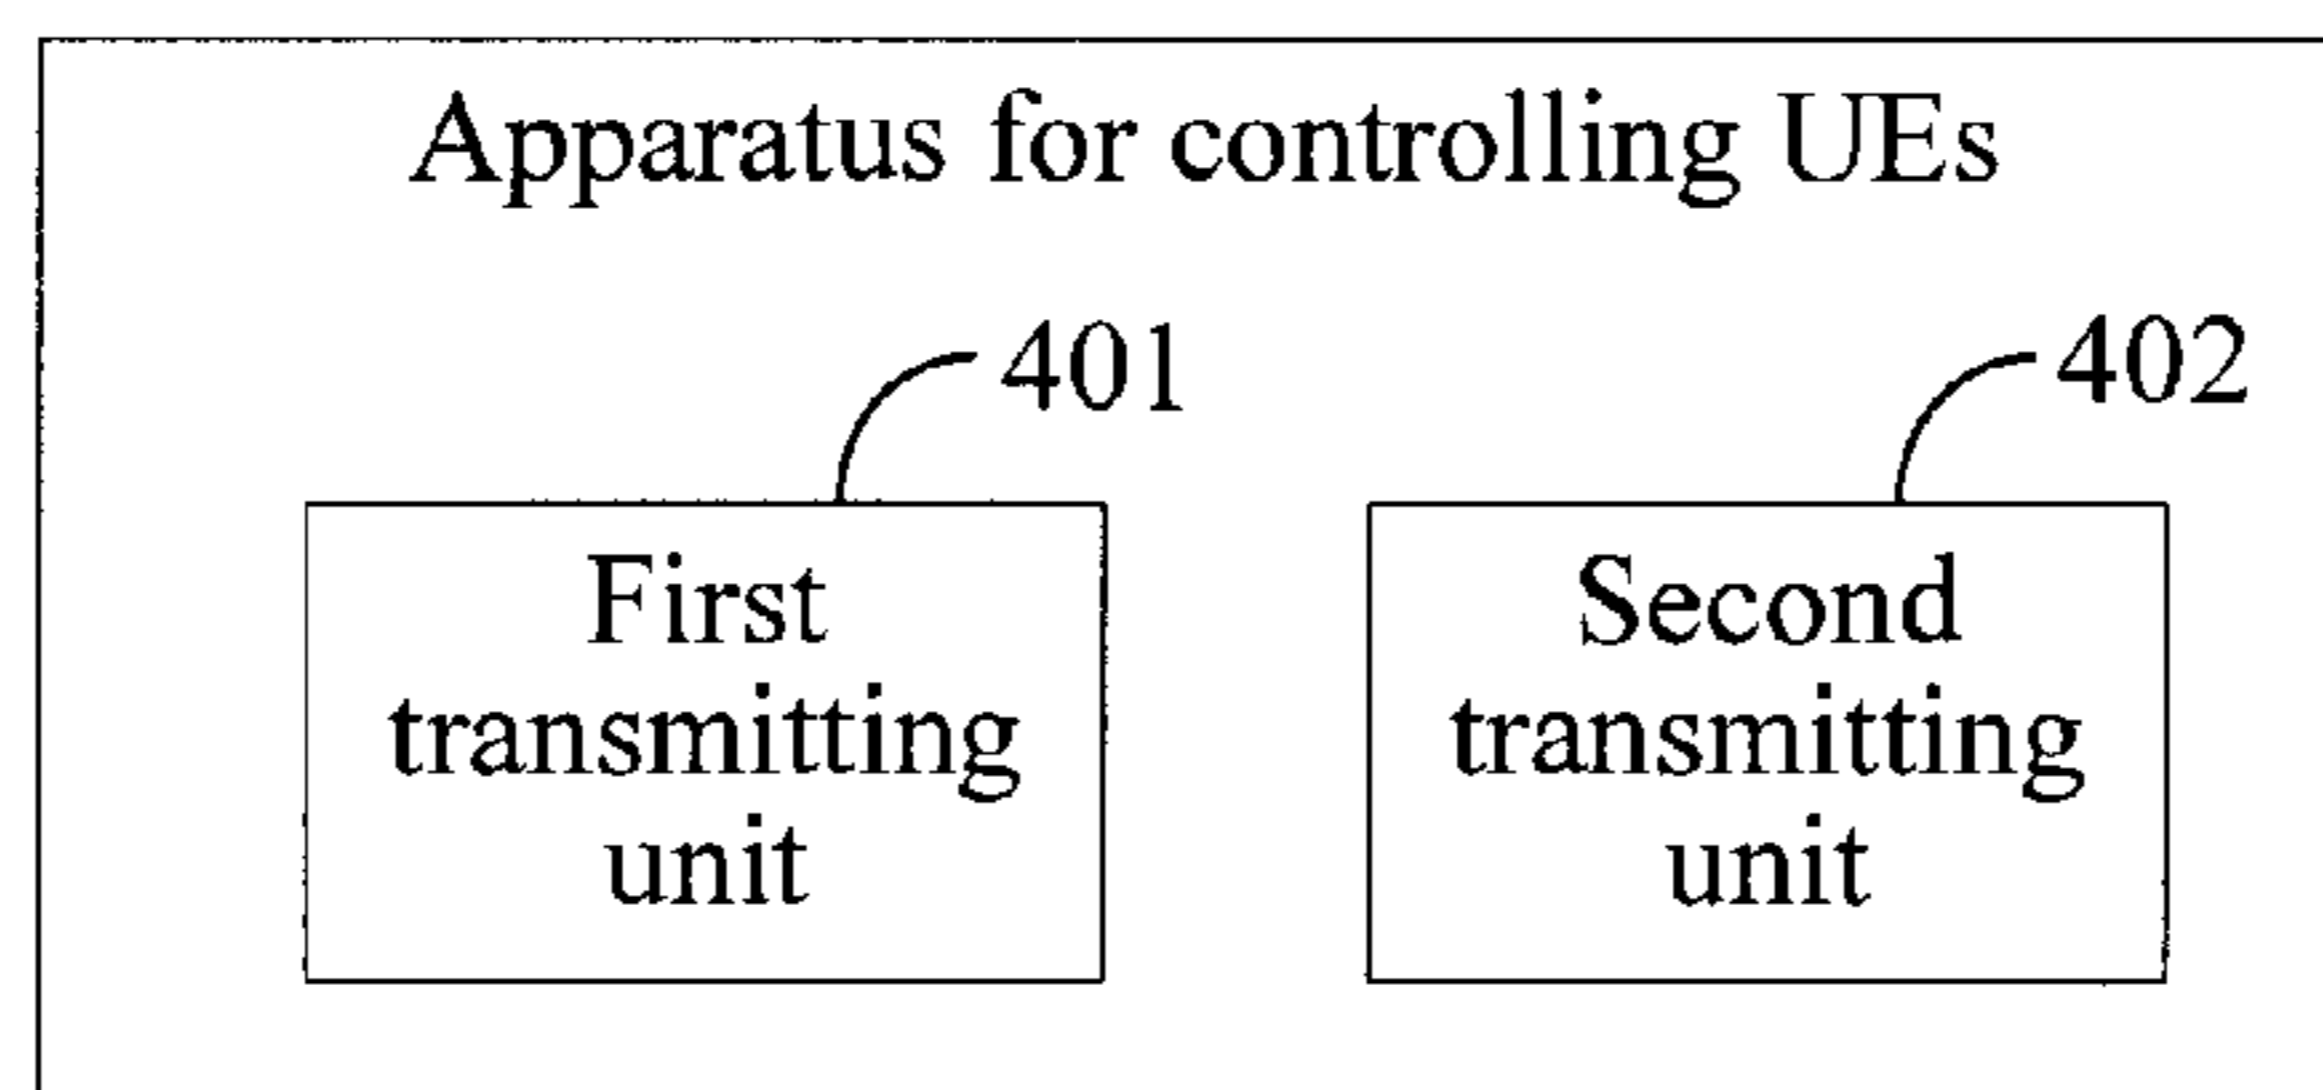 Apparatus for controlling UEs
401
402
First
transmitting
unit
Second
transmitting
unit